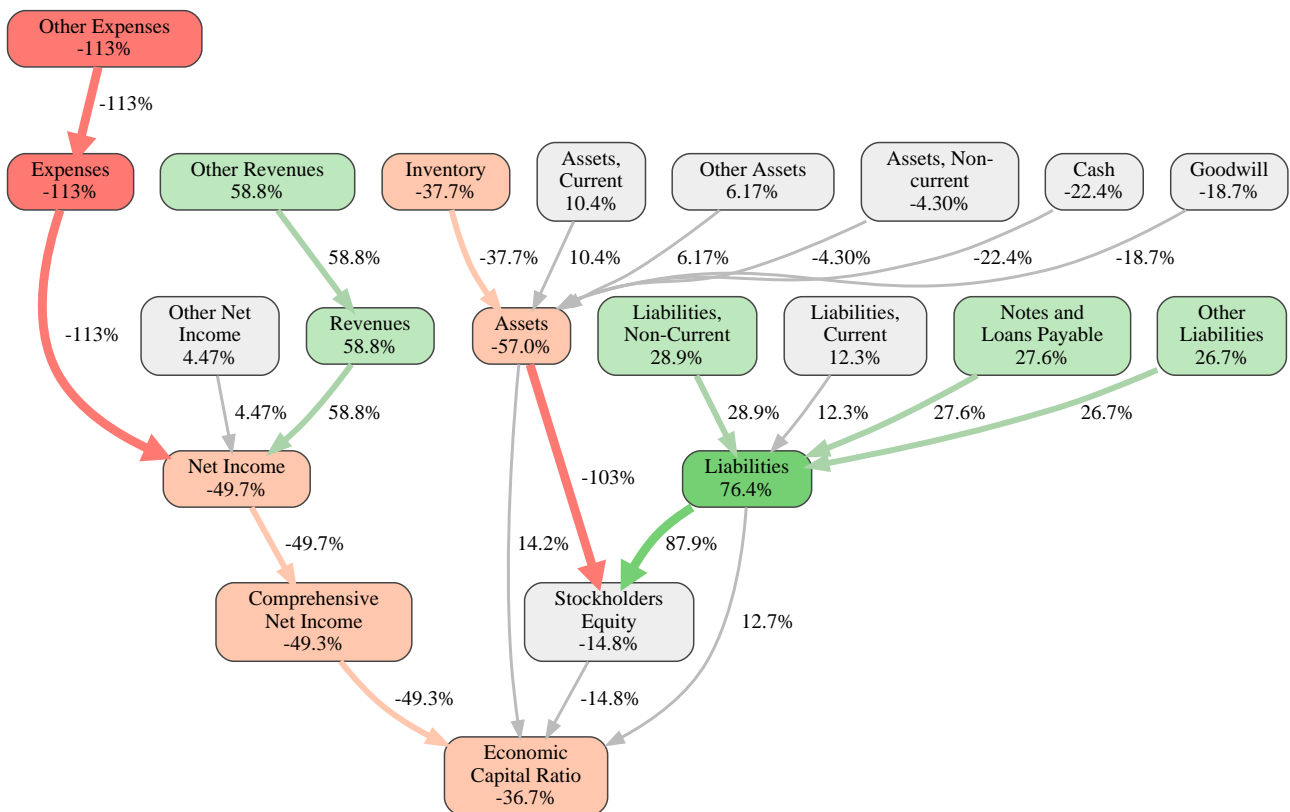 Other Expenses
-113%
-113%
Expenses
-113%
Other Revenues
58.8%
Inventory
-37.7%
Assets,
Current
10.4%
Other Assets
6.17%
Assets, Non-
current
-4.30%
Cash
-22.4%
Goodwill
-18.7%
58.8%
-37.7%
10.4%
6.17%
-4.30%
-22.4%
-18.7%
-113%
Other Net
Income
4.47%
Revenues
58.8%
Assets
-57.0%
Liabilities,
Non-Current
28.9%
Liabilities,
Current
12.3%
Notes and
Loans Payable
27.6%
Other
Liabilities
26.7%
4.47%
58.8%
28.9%
12.3%
27.6%
26.7%
Net Income
-49.7%
-103%
Liabilities
76.4%
-49.7%
14.2%
87.9%
Comprehensive
Net Income
-49.3%
Stockholders
Equity
-14.8%
12.7%
-49.3%
-14.8%
Economic
Capital Ratio
-36.7%